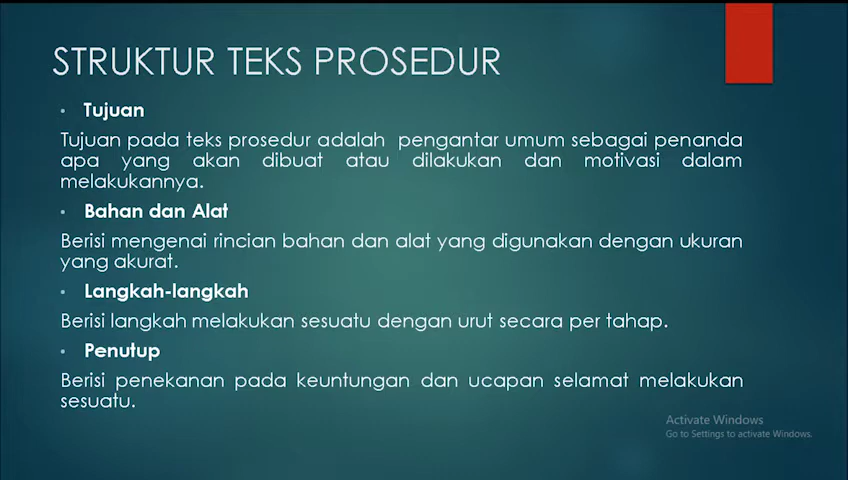 STRUKTUR TEKS PROSEDUR
• Tujuan
Tujuan pada teks prosedur adalah pengantar umum sebagai penanda
apa yang akan dibuat atau dilakukan dan motivasi dalam
melakukannya.
• Bahan dan Alat
Berisi mengenai rincian bahan dan alat yang digunakan dengan ukuran
yang akurat.
• Langkah-langkah
Berisi langkah melakukan sesuatu dengan urut secara per tahap.
• Penutup
Berisi penekanan pada keuntungan dan ucapan selamat melakukan
sesuatu.
Activate Windows
Go to Settings to activate Windows.